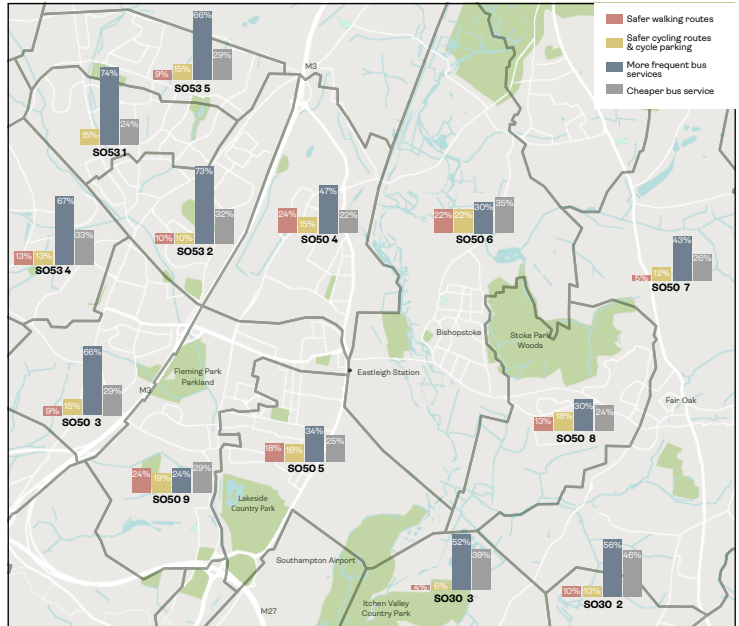 Safer walking routes
Safer cycling routes
& cycle parking
More frequent bus
services
Cheaper bus service
66%
29%
15%
9%
SO53 5
M3
74%
24%
15%
SO53 1
73%
32%
10%
10%
SO53 2
67%
33%
13%
13%
SO53 4
24%
15%
47%
22%
SO50 4
22%
22%
30%
35%
SO50 6
5%
12%
43%
26%
SO50 7
Bishopstoke
Stoke Park
Woods
Eastleigh Station
Fleming Park
Parkland
M3
9%
15%
66%
29%
SO50 3
Fair Oak
13%
18%
30%
24%
SO50 8
18%
16%
34%
25%
SO50 5
24%
19%
24%
29%
SO50 9
Lakeside
Country Park
Southampton Airport
4%
6%
52%
39%
SO30 3
10%
10%
56%
46%
SO30 2
Itchen Valley
Country Park
M27